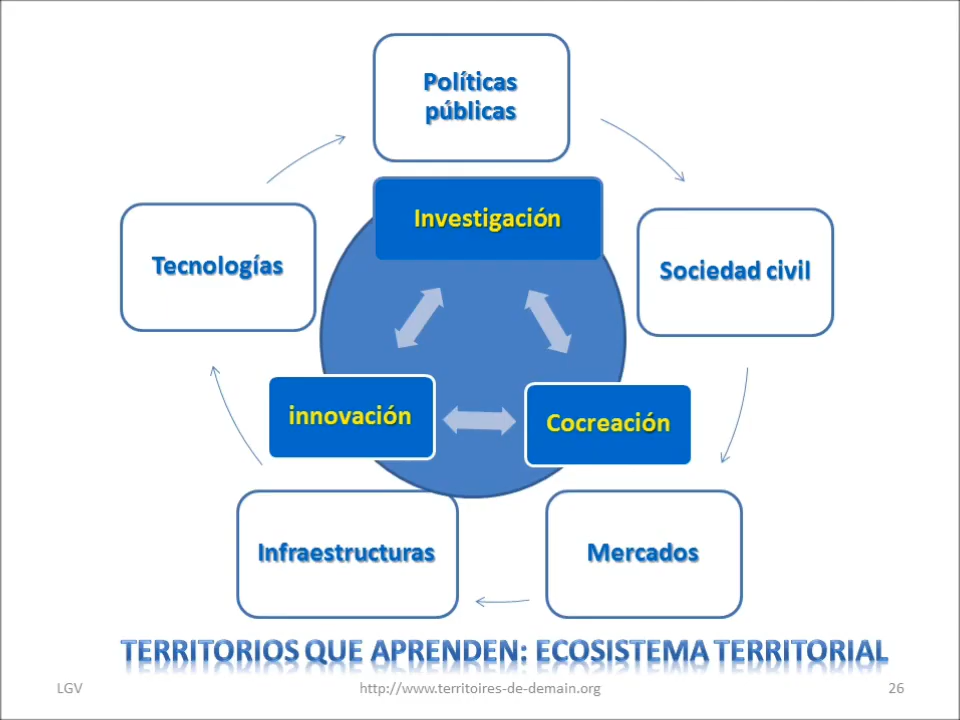 Políticas
públicas
Investigación
Tecnologías
Sociedad civil
innovación
Cocreación
Infraestructuras
Mercados
TERRITORIOS QUE APRENDEN: ECOSISTEMA TERRITORIAL
LGV
http://www.territoires-de-demain.org
26